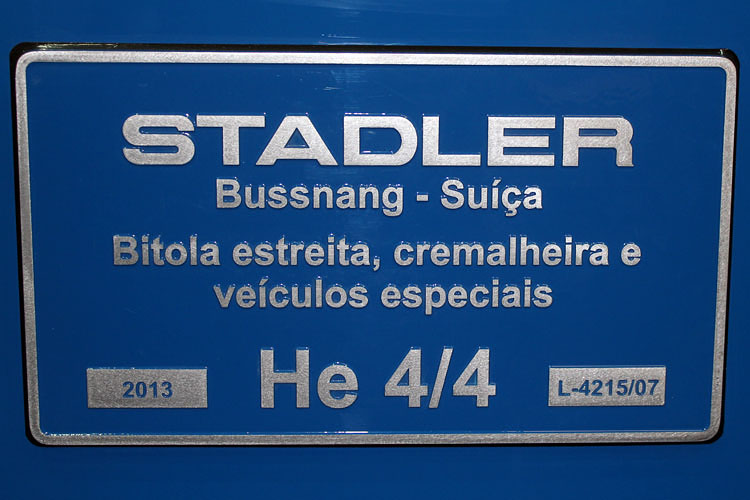 STADLER
Bussnang - Suíça
Bitola estreita, cremalheira e
veículos especiais
2013 He 4/4 L-4215/07